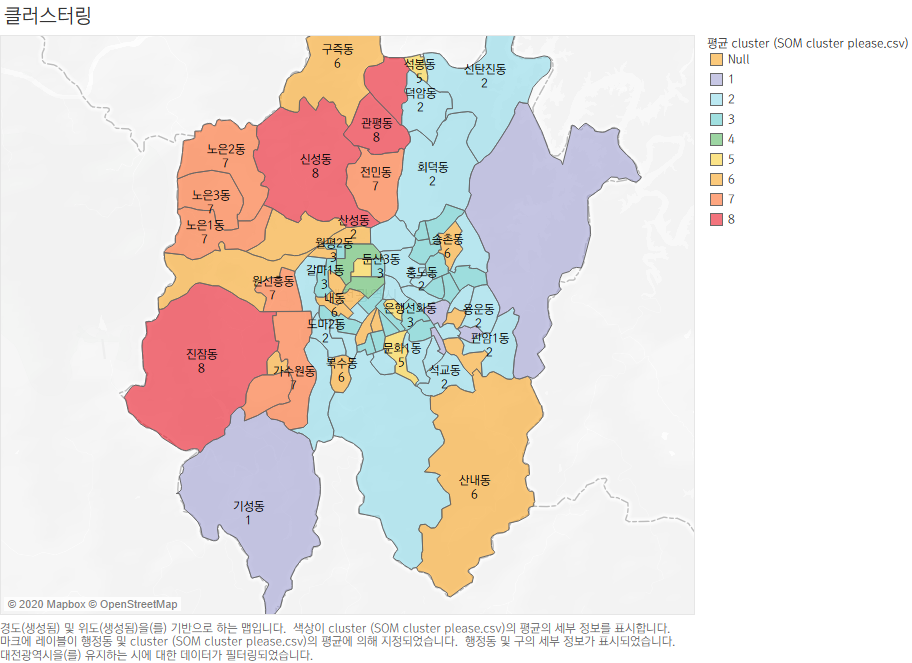 클러스터링
평균 cluster (SOM cluster please.csv)
Null
1
2
3
4
5
6
7
8
구즉동
6
석봉동
5
신탄진동
2
덕암동
2
관평동
8
노은2동
7
신성동
8
전민동
7
회덕동
2
노은3동
7
노은1동
7
산성동
2
월평2동
3
송촌동
6
원신흥동
7
갈마1동
3
둔산3동
3
홍도동
2
내동
6
은행선화동
3
용운동
2
도마2동
2
판암1동
2
진잠동
8
가수원동
7
복수동
6
문화1동
5
석교동
2
산내동
6
기성동
1
© 2020 Mapbox © OpenStreetMap
경도(생성됨) 및 위도(생성됨)을(를) 기반으로 하는 맵입니다. 색상이 cluster (SOM cluster please.csv)의 평균의 세부 정보를 표시합니다.
마크에 레이블이 행정동 및 cluster (SOM cluster please.csv)의 평균에 의해 지정되었습니다. 행정동 및 구의 세부 정보가 표시되었습니다.
대전광역시을(를) 유지하는 시에 대한 데이터가 필터링되었습니다.